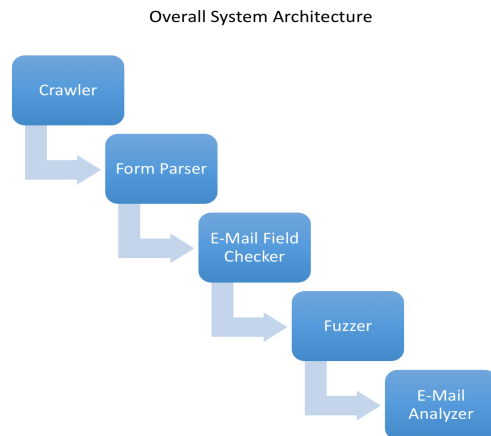 Overall System Architecture
Crawler
Form Parser
E-Mail Field
Checker
Fuzzer
E-Mail
Analyzer